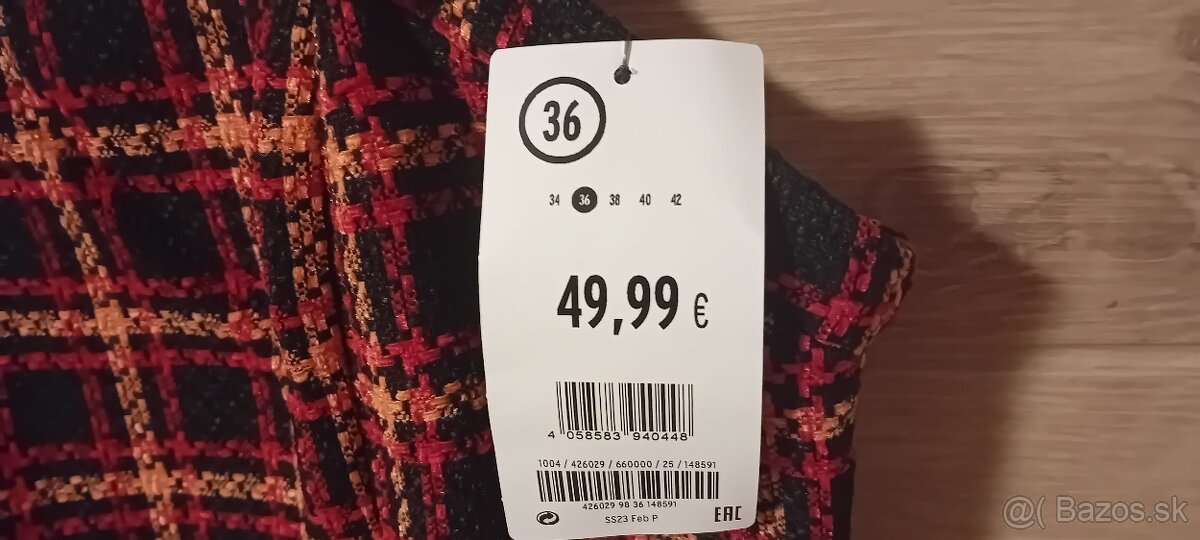 36
34 36 38 40 42
49,99 €
4 058583 940448
1004 / 426029 / 660000 / 25 / 148591
426029 98 36 148591
SS23 Feb P
EAC
@( Bazos.sk